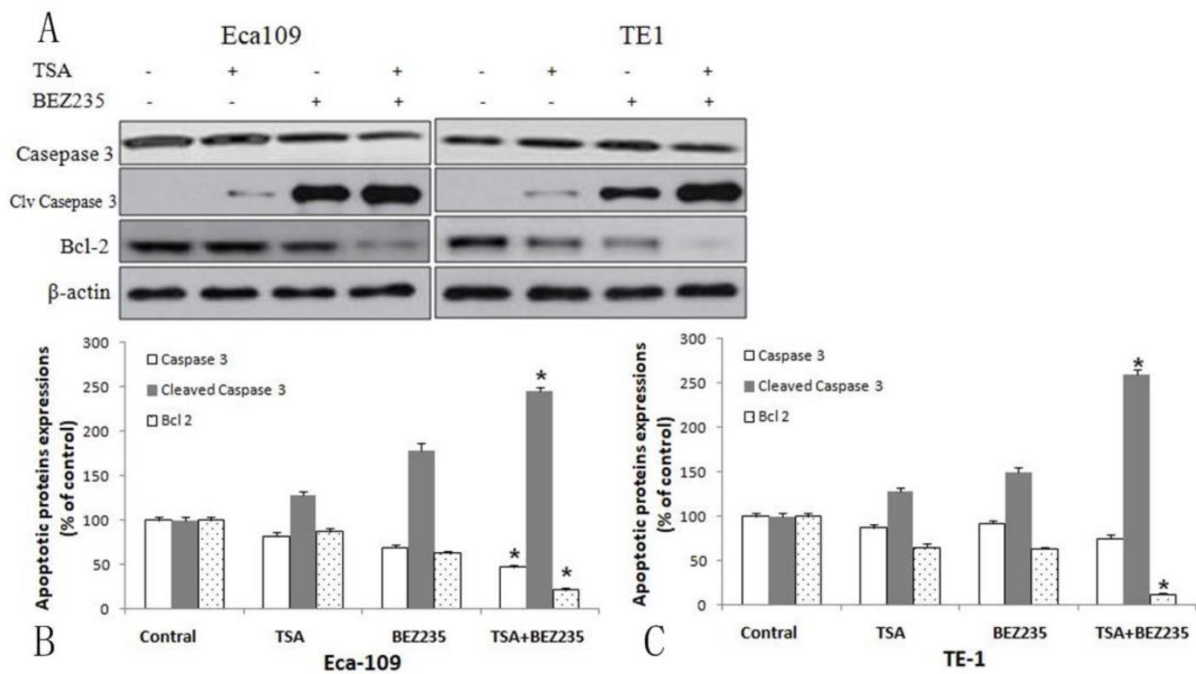 A
Eca109 TE1
TSA - + - + - + - +
BEZ235 - - + + - - + +
Casepase 3
Clv Casepase 3
Bcl-2
β-actin
Apoptotic proteins expressions
(% of control)
300
250
200
150
100
50
0
Caspase 3
Cleaved Caspase 3
Bcl 2
* * *
Contral TSA BEZ235 TSA+BEZ235
B Eca-109
Apoptotic proteins expressions
(% of control)
300
250
200
150
100
50
0
Caspase 3
Cleaved Caspase 3
Bcl 2
* *
Control TSA BEZ235 TSA+BEZ235
C TE-1